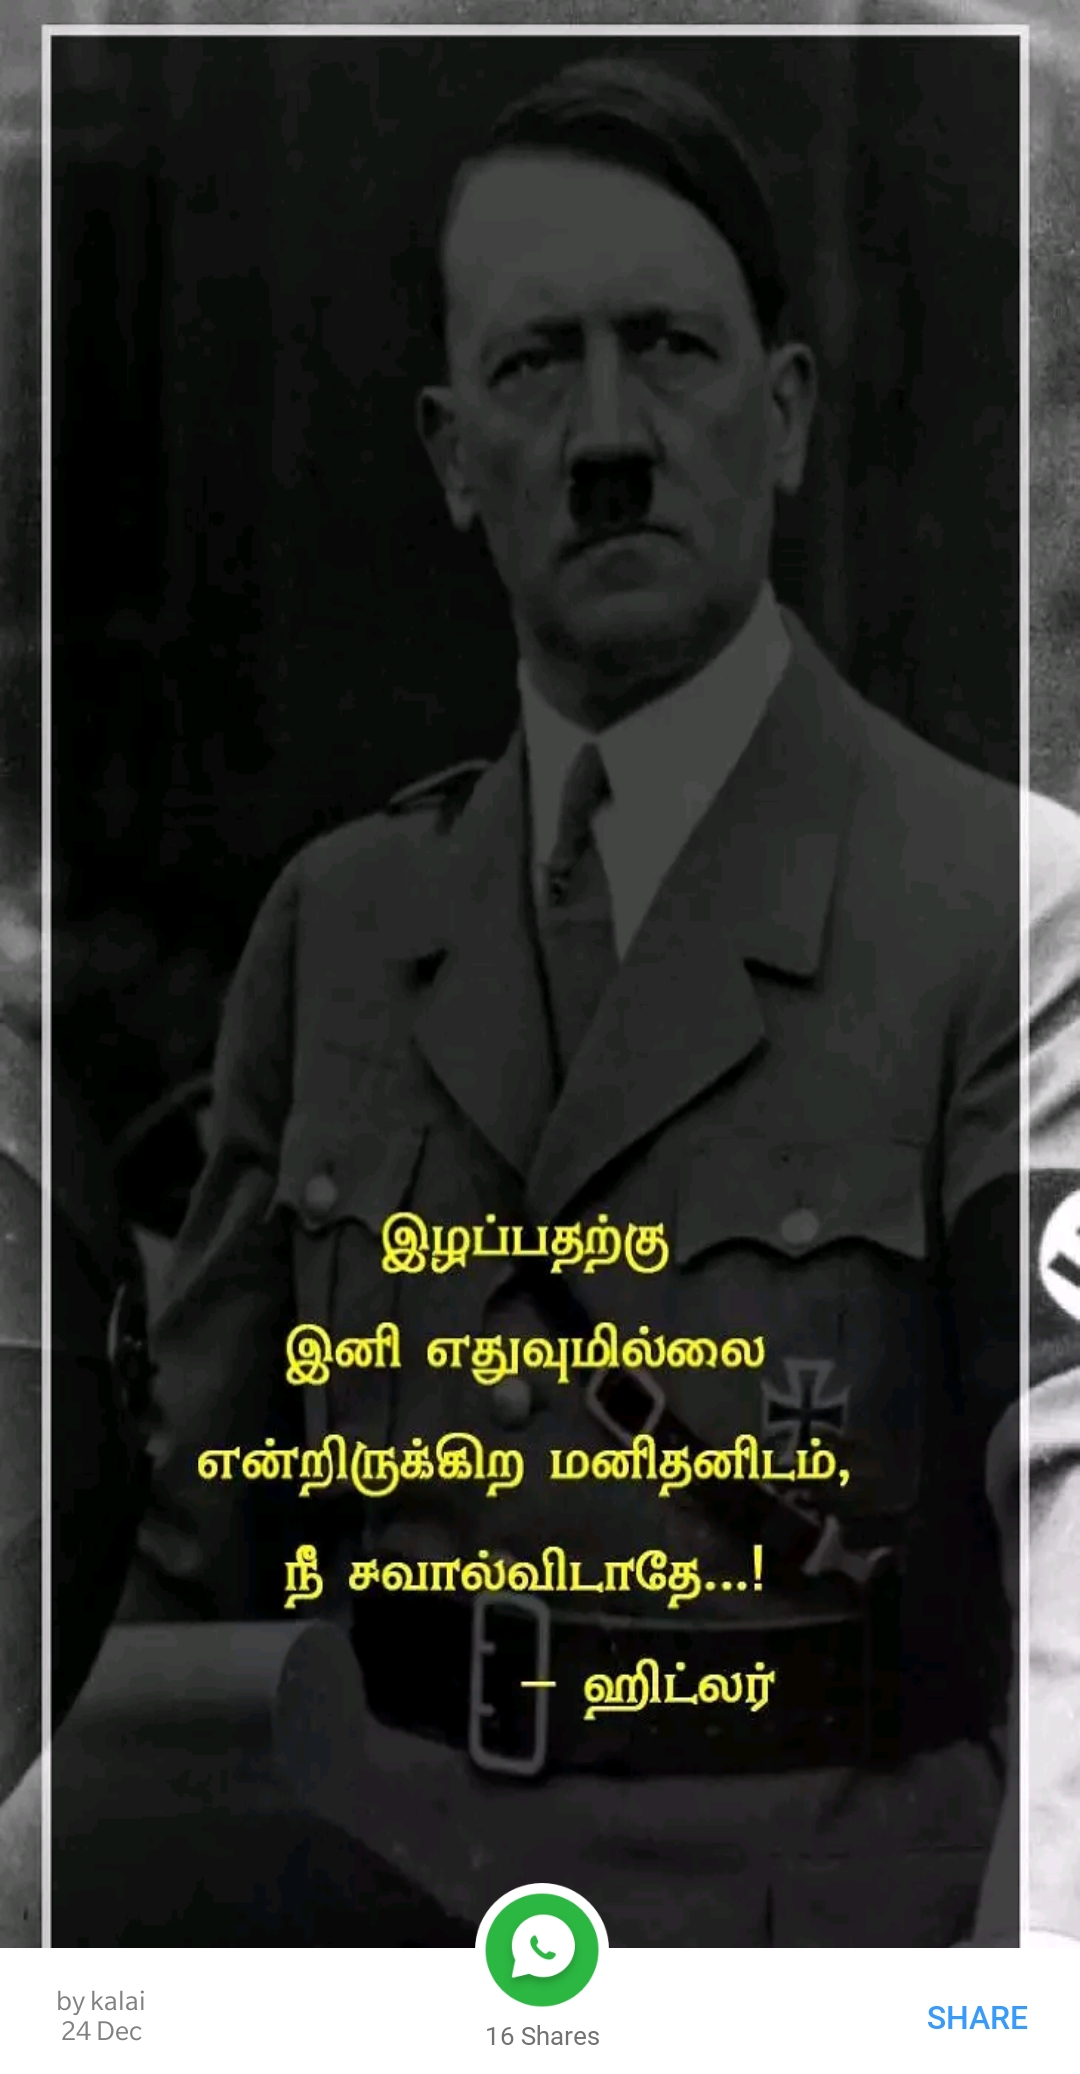 இழப்பதற்கு
இனி எதுவுமில்லை
என்றிருக்கிற மனிதனிடம்,
நீ சவால்விடாதே...!
– ஹிட்லர்
by kalai
24 Dec
16 Shares
SHARE